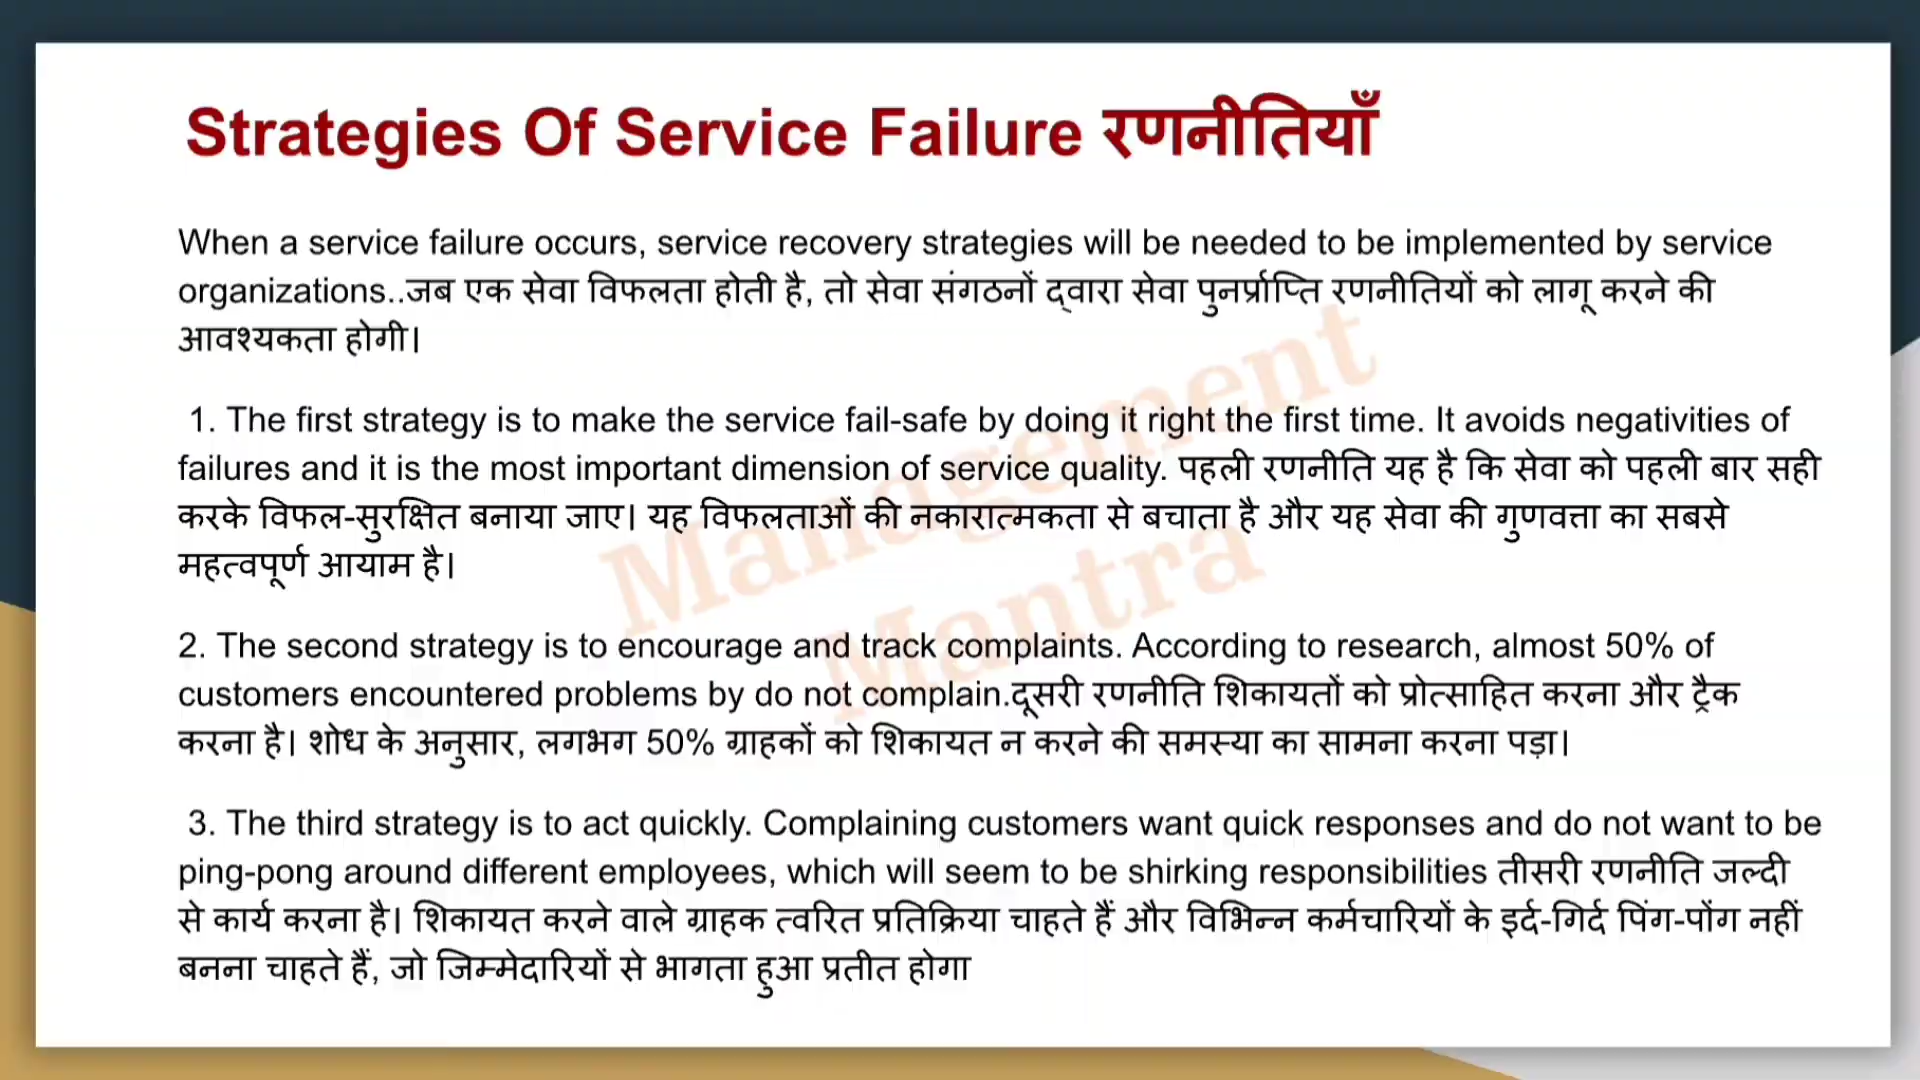 Strategies Of Service Failure रणनीतियाँ
When a service failure occurs, service recovery strategies will be needed to be implemented by service
organizations..जब एक सेवा विफलता होती है, तो सेवा संगठनों द्वारा सेवा पुनर्प्राप्ति रणनीतियों को लागू करने की
आवश्यकता होगी।
1. The first strategy is to make the service fail-safe by doing it right the first time. It avoids negativities of
failures and it is the most important dimension of service quality. पहली रणनीति यह है कि सेवा को पहली बार सही
करके विफल-सुरक्षित बनाया जाए। यह विफलताओं की नकारात्मकता से बचाता है और यह सेवा की गुणवत्ता का सबसे
महत्वपूर्ण आयाम है।
2. The second strategy is to encourage and track complaints. According to research, almost 50% of
customers encountered problems by do not complain.दूसरी रणनीति शिकायतों को प्रोत्साहित करना और ट्रैक
करना है। शोध के अनुसार, लगभग 50% ग्राहकों को शिकायत न करने की समस्या का सामना करना पड़ा।
3. The third strategy is to act quickly. Complaining customers want quick responses and do not want to be
ping-pong around different employees, which will seem to be shirking responsibilities तीसरी रणनीति जल्दी
से कार्य करना है। शिकायत करने वाले ग्राहक त्वरित प्रतिक्रिया चाहते हैं और विभिन्न कर्मचारियों के इर्द-गिर्द पिंग-पोंग नहीं
बनना चाहते हैं, जो जिम्मेदारियों से भागता हुआ प्रतीत होगा
Management
Mantra